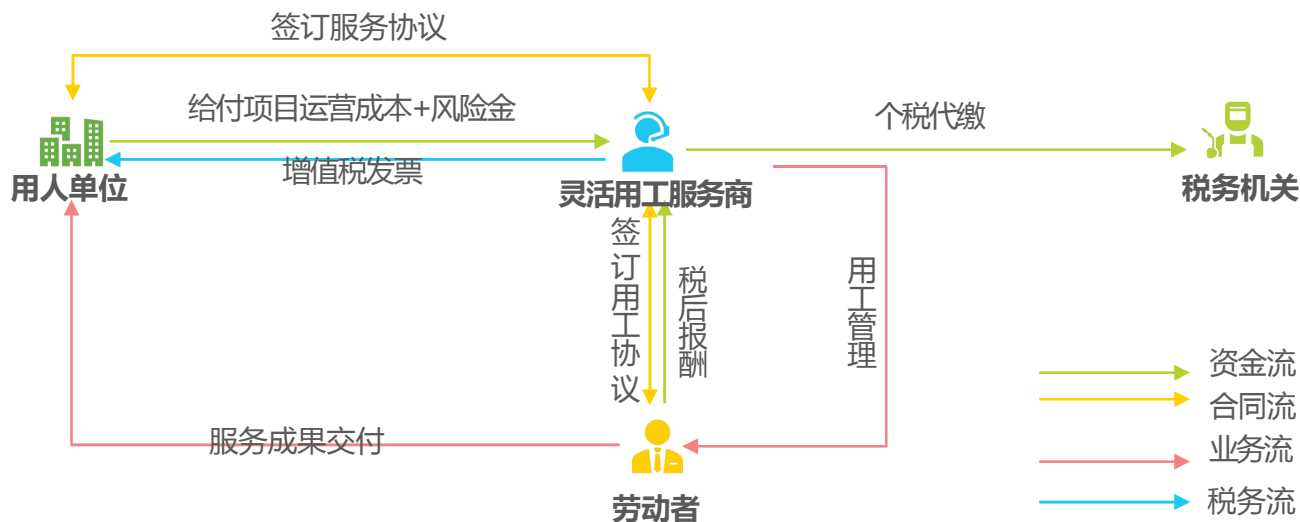 签订服务协议
给付项目运营成本+风险金
增值税发票
个税代缴
用人单位
灵活用工服务商
税务机关
签订用工协议
税后报酬
用工管理
服务成果交付
劳动者
资金流
合同流
业务流
税务流